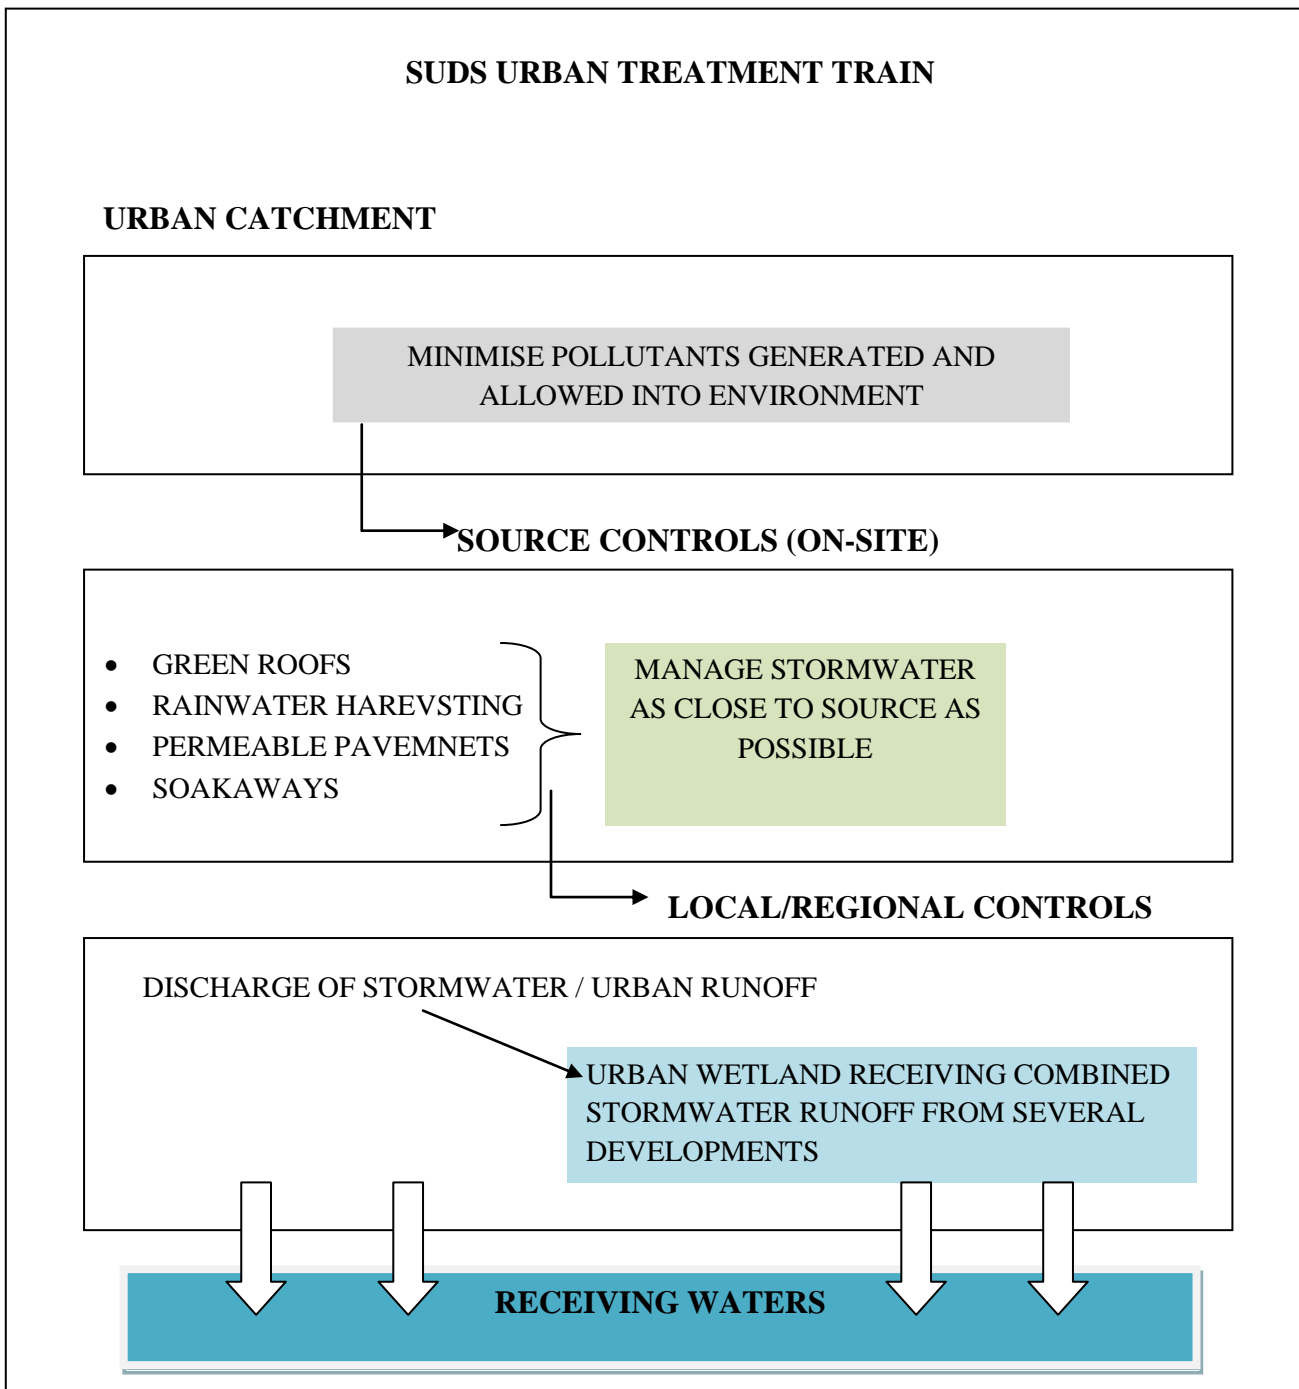 SUDS URBAN TREATMENT TRAIN
URBAN CATCHMENT
MINIMISE POLLUTANTS GENERATED AND
ALLOWED INTO ENVIRONMENT
SOURCE CONTROLS (ON-SITE)
• GREEN ROOFS
• RAINWATER HAREVSTING
• PERMEABLE PAVEMNETS
• SOAKAWAYS
MANAGE STORMWATER
AS CLOSE TO SOURCE AS
POSSIBLE
LOCAL/REGIONAL CONTROLS
DISCHARGE OF STORMWATER / URBAN RUNOFF
URBAN WETLAND RECEIVING COMBINED
STORMWATER RUNOFF FROM SEVERAL
DEVELOPMENTS
RECEIVING WATERS